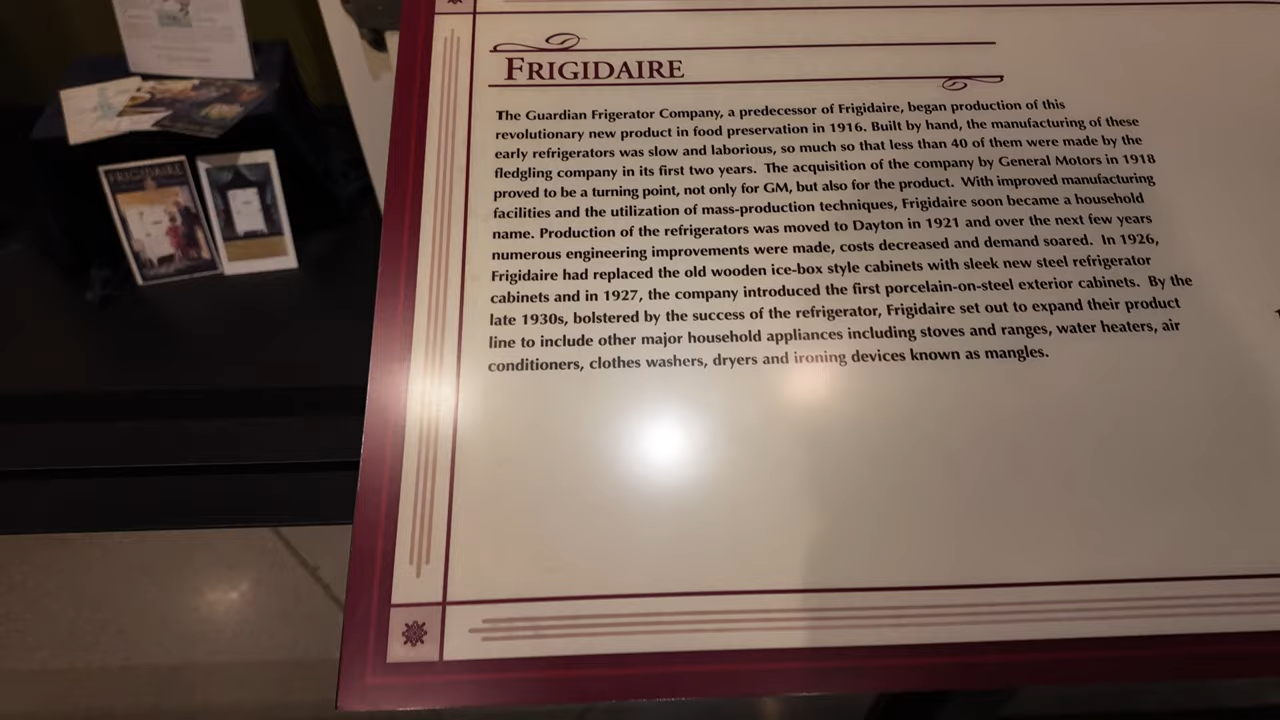 FRIGIDAIRE
The Guardian Frigerator Company, a predecessor of Frigidaire, began production of this
revolutionary new product in food preservation in 1916. Built by hand, the manufacturing of these
early refrigerators was slow and laborious, so much so that less than 40 of them were made by the
fledgling company in its first two years. The acquisition of the company by General Motors in 1918
proved to be a turning point, not only for GM, but also for the product. With improved manufacturing
facilities and the utilization of mass-production techniques, Frigidaire soon became a household
name. Production of the refrigerators was moved to Dayton in 1921 and over the next few years
numerous engineering improvements were made, costs decreased and demand soared. In 1926,
Frigidaire had replaced the old wooden ice-box style cabinets with sleek new steel refrigerator
cabinets and in 1927, the company introduced the first porcelain-on-steel exterior cabinets. By the
late 1930s, bolstered by the success of the refrigerator, Frigidaire set out to expand their product
line to include other major household appliances including stoves and ranges, water heaters, air
conditioners, clothes washers, dryers and ironing devices known as mangles.
FRIGIDAIRE